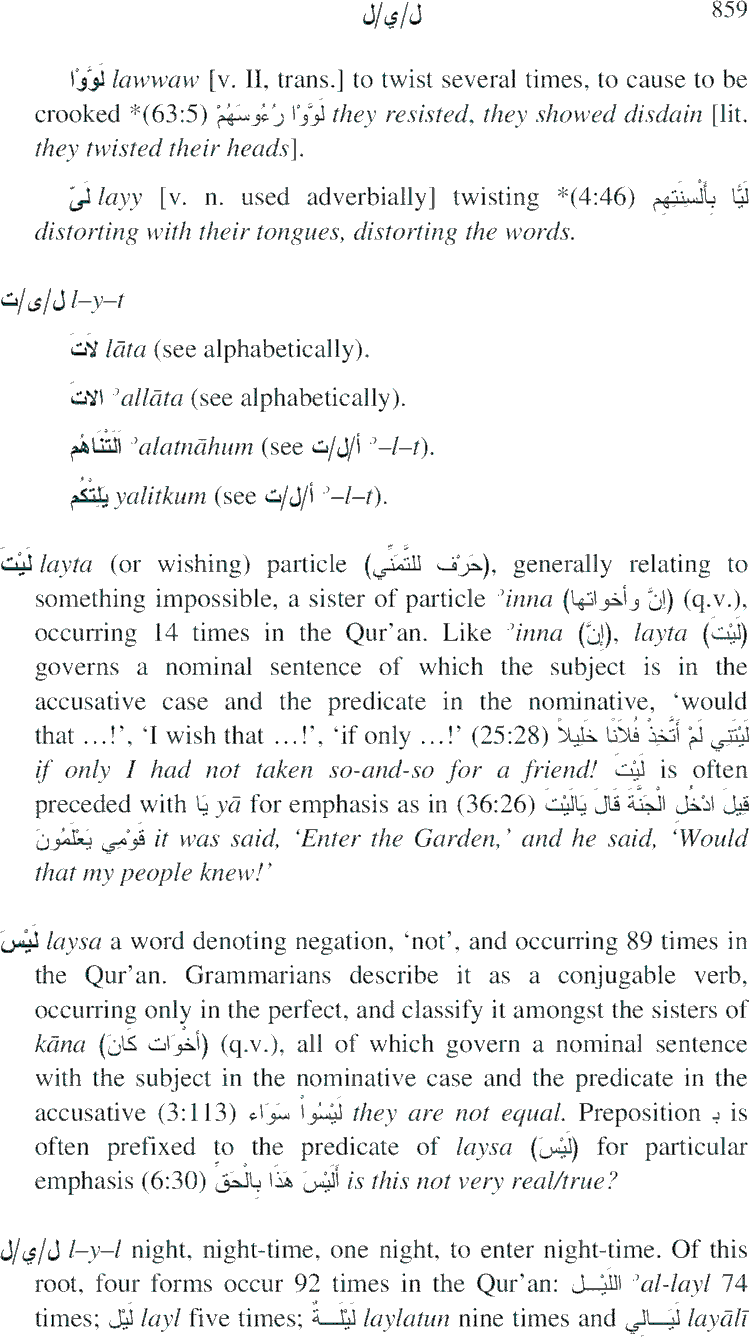 ل/ي/ل 859
لَوَّوْا lawwaw [v. II, trans.] to twist several times, to cause to be
crooked *(63:5) لَوَّوْا رُءُوسَهُمْ they resisted, they showed disdain [lit.
they twisted their heads].
لَىّ layy [v. n. used adverbially] twisting *(4:46) لَيًّا بِأَلْسِنَتِهِم
distorting with their tongues, distorting the words.
ل/ى/ت l–y–t
لاَتَ lāta (see alphabetically).
الاتَ ʾallāta (see alphabetically).
أَلَتْنَاهُم ʾalatnāhum (see أ/ل/ت ʾ–l–t).
يَلِتْكُم yalitkum (see أ/ل/ت ʾ–l–t).
لَيْتَ layta (or wishing) particle (حَرْف للتَّمَنِّي), generally relating to
something impossible, a sister of particle ʾinna (إنَّ وأخواتها) (q.v.),
occurring 14 times in the Qur’an. Like ʾinna (إنَّ), layta (لَيْتَ)
governs a nominal sentence of which the subject is in the
accusative case and the predicate in the nominative, ‘would
that ...!’, ‘I wish that ...!’, ‘if only ...!’ (25:28) لَيْتَنِي لَمْ أَتَّخِذْ فُلاَنًا خَلِيلاً
if only I had not taken so-and-so for a friend! لَيْتَ is often
preceded with يَا yā for emphasis as in (36:26) قِيلَ ادْخُلِ الْجَنَّةَ قَالَ يَالَيْتَ
قَوْمِي يَعْلَمُونَ it was said, ‘Enter the Garden,’ and he said, ‘Would
that my people knew!’
لَيْسَ laysa a word denoting negation, ‘not’, and occurring 89 times in
the Qur’an. Grammarians describe it as a conjugable verb,
occurring only in the perfect, and classify it amongst the sisters of
kāna (أخْوَات كَانَ) (q.v.), all of which govern a nominal sentence
with the subject in the nominative case and the predicate in the
accusative (3:113) لَيْسُواْ سَوَاء they are not equal. Preposition بـ is
often prefixed to the predicate of laysa (لَيْسَ) for particular
emphasis (6:30) أَلَيْسَ هَذَا بِالْحَقِّ is this not very real/true?
ل/ي/ل l–y–l night, night-time, one night, to enter night-time. Of this
root, four forms occur 92 times in the Qur’an: اللَّيْـــل ʾal-layl 74
times; لَيْل layl five times; لَيْلَـــةٌ laylatun nine times and لَيَـــالي layālī